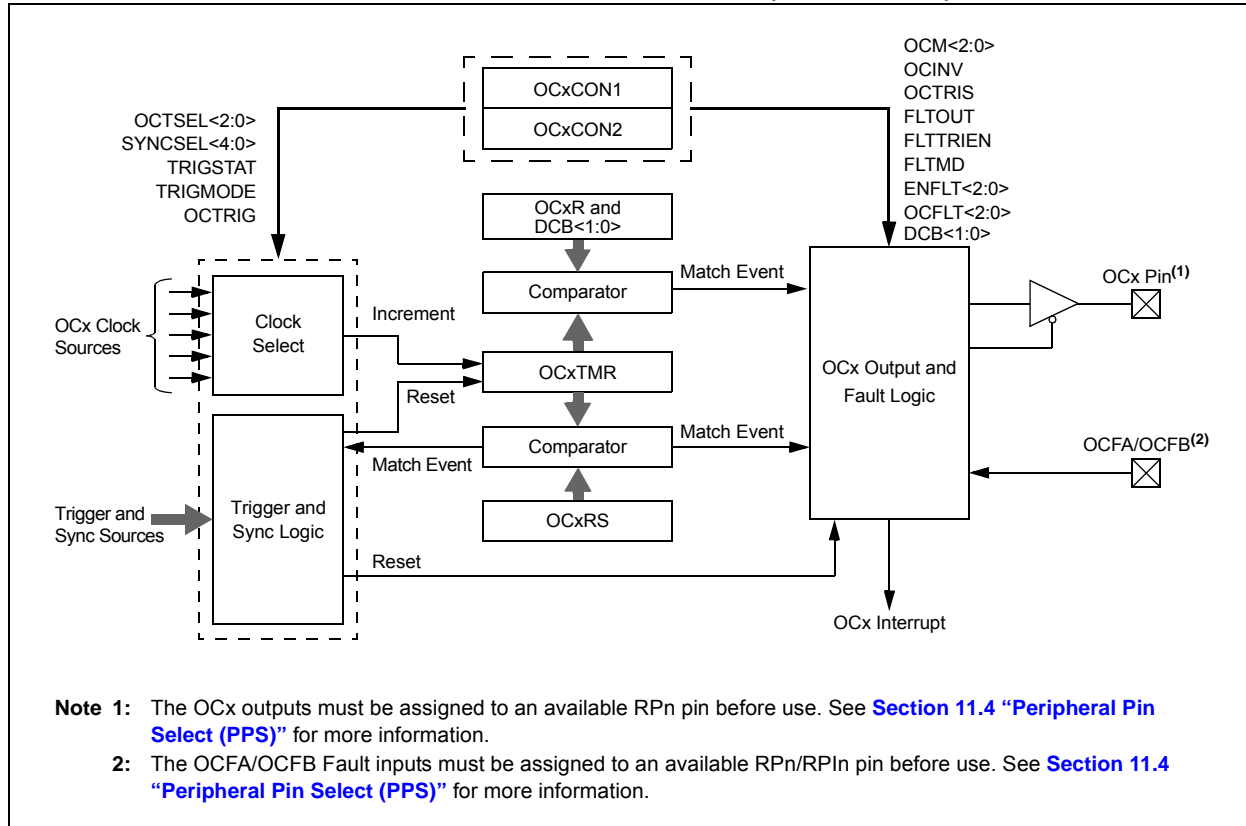 OCxCON1
OCxCON2
OCTSEL<2:0>
SYNCSEL<4:0>
TRIGSTAT
TRIGMODE
OCTRIG
OCM<2:0>
OCINV
OCTRIS
FLTOUT
FLTTRIEN
FLTMD
ENFLT<2:0>
OCFLT<2:0>
DCB<1:0>
OCxR and
DCB<1:0>
Comparator
Match Event
OCx Pin(1)
OCx Clock
Sources
Clock
Select
Increment
OCxTMR
Reset
OCx Output and
Fault Logic
Comparator
Match Event
Match Event
OCFA/OCFB(2)
Trigger and
Sync Sources
Trigger and
Sync Logic
OCxRS
Reset
OCx Interrupt
Note 1: The OCx outputs must be assigned to an available RPn pin before use. See Section 11.4 “Peripheral Pin
Select (PPS)” for more information.
2: The OCFA/OCFB Fault inputs must be assigned to an available RPn/RPIn pin before use. See Section 11.4
“Peripheral Pin Select (PPS)” for more information.